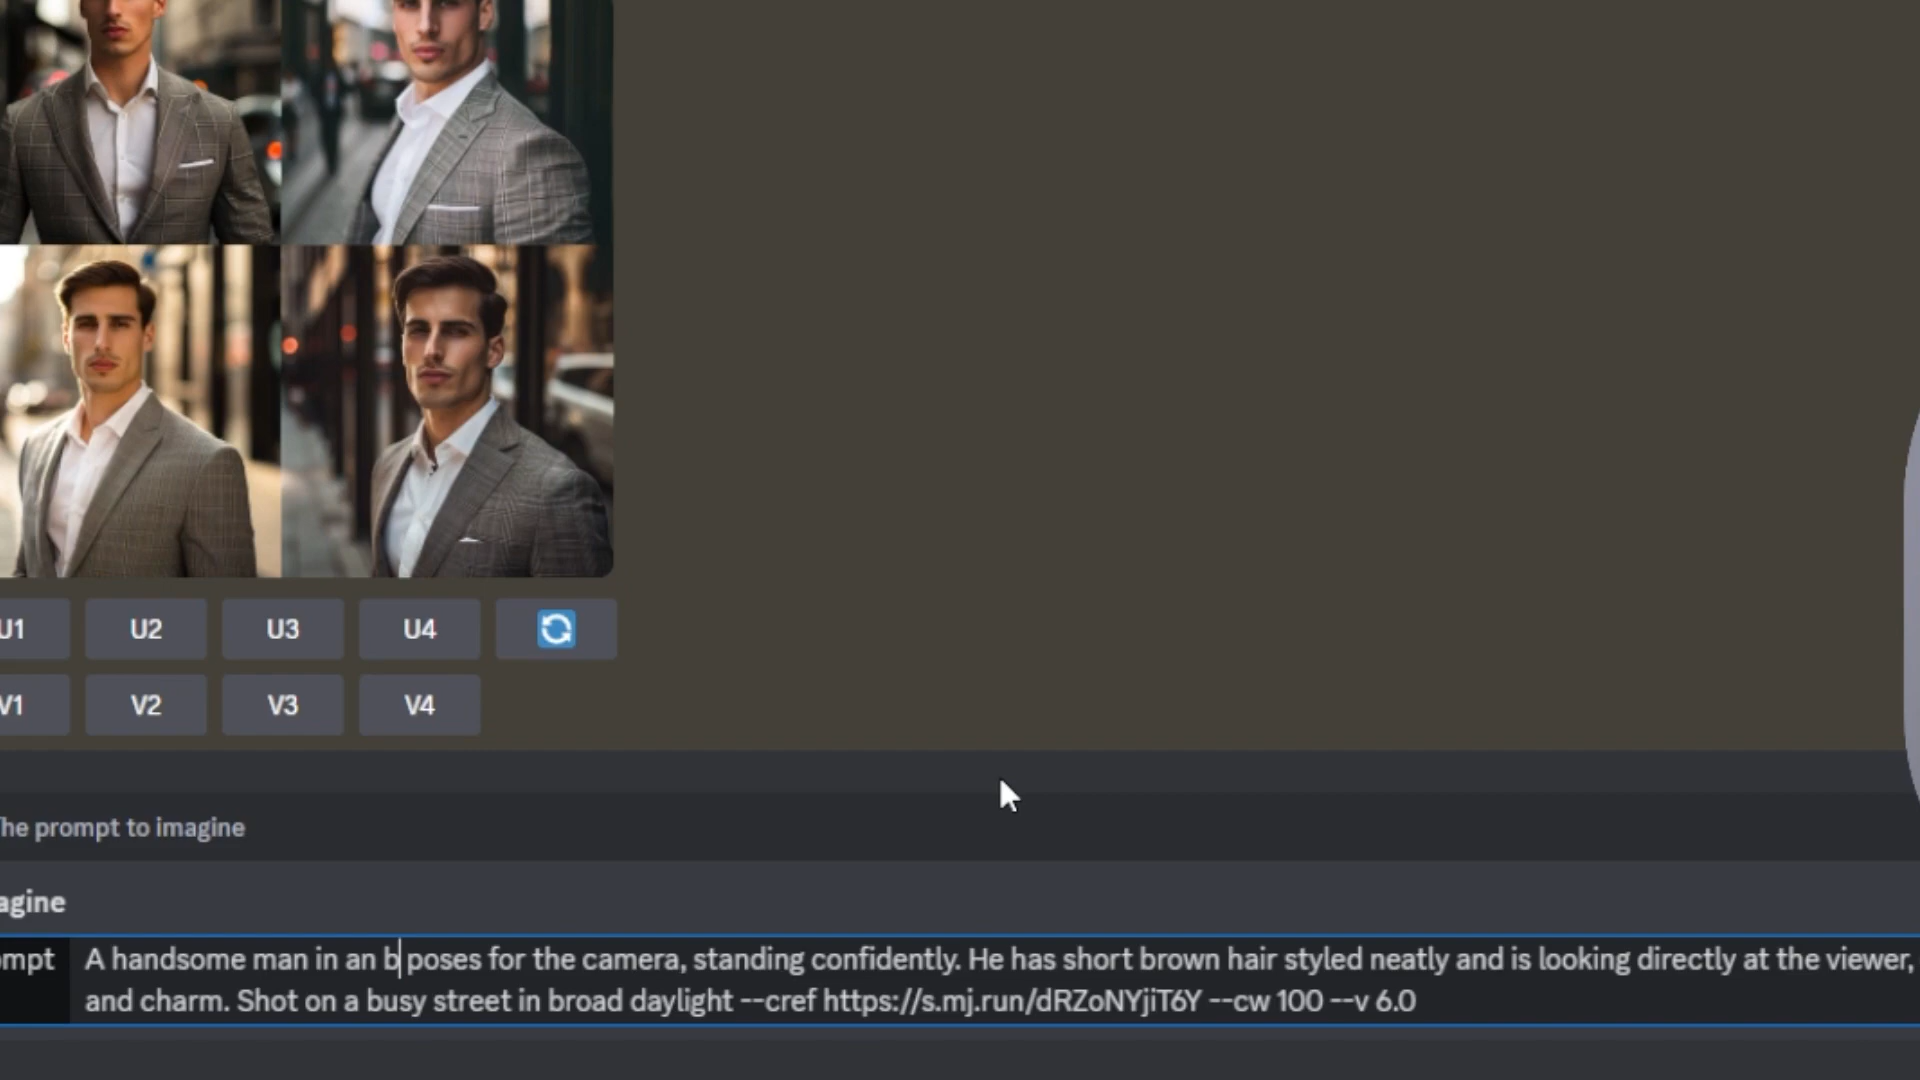 U1 U2 U3 U4
V1 V2 V3 V4
The prompt to imagine
agine
ompt A handsome man in an b poses for the camera, standing confidently. He has short brown hair styled neatly and is looking directly at the viewer,
and charm. Shot on a busy street in broad daylight --cref https://s.mj.run/dRZoNYjiT6Y --cw 100 --v 6.0